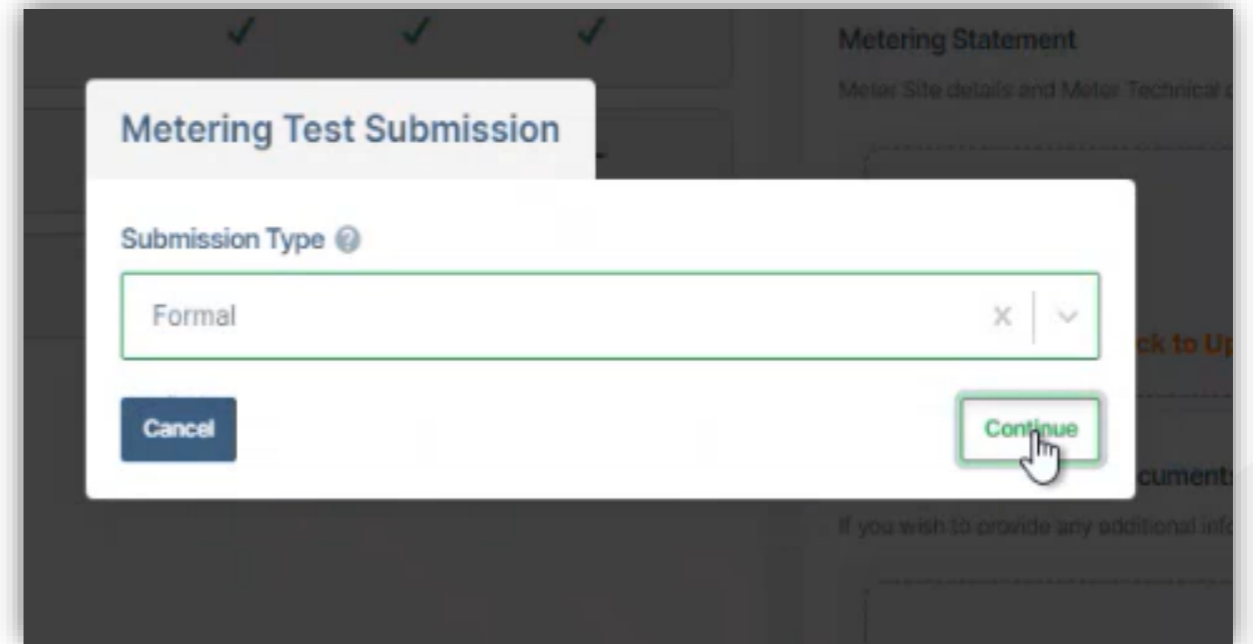 Metering Statement
Meter Site details and Meter Technical
Metering Test Submission
Submission Type
Formal
ck to Up
Cancel
Continue
cuments
If you wish to provide any additional info